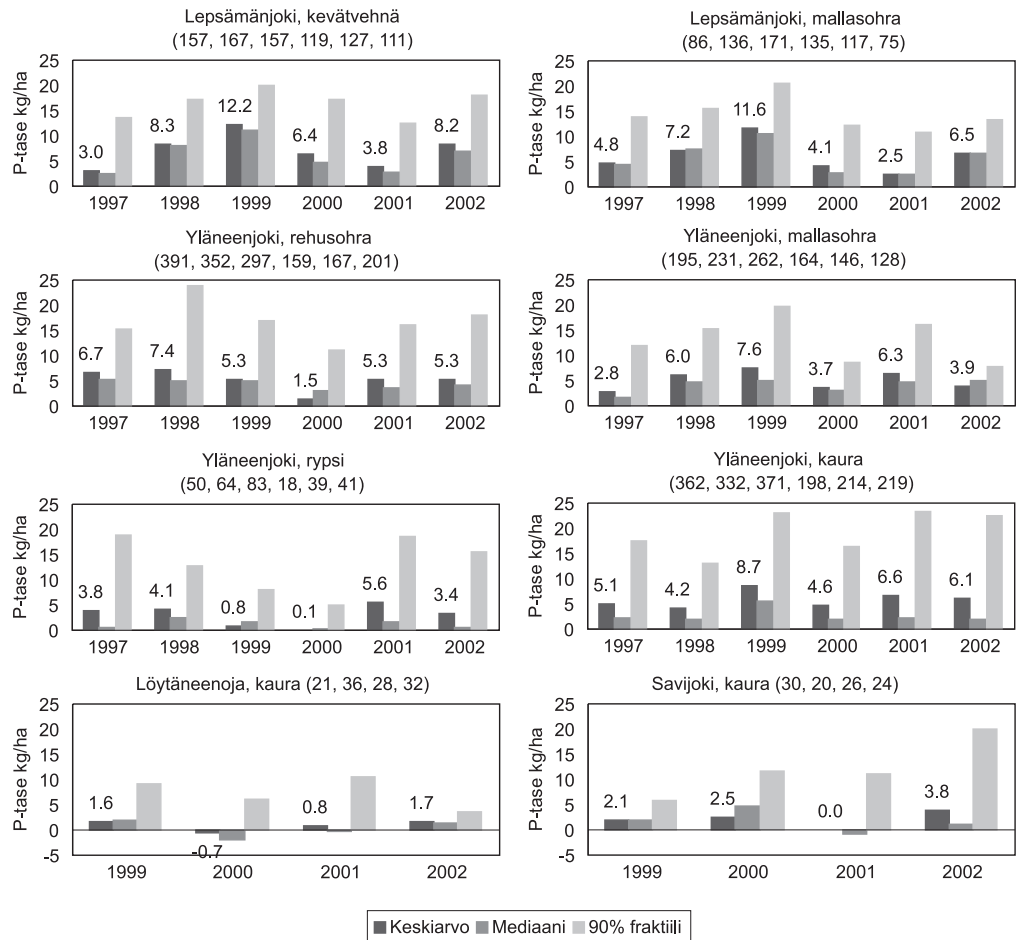 Lepsämänjoki, kevätvehnä
(157, 167, 157, 119, 127, 111)
P-tase kg/ha
25
20
15
10
5
0
3.0 8.3 12.2 6.4 3.8 8.2
1997 1998 1999 2000 2001 2002
Lepsämänjoki, mallasohra
(86, 136, 171, 135, 117, 75)
P-tase kg/ha
25
20
15
10
5
0
4.8 7.2 11.6 4.1 2.5 6.5
1997 1998 1999 2000 2001 2002
Yläneenjoki, rehusohra
(391, 352, 297, 159, 167, 201)
P-tase kg/ha
25
20
15
10
5
0
6.7 7.4 5.3 1.5 5.3 5.3
1997 1998 1999 2000 2001 2002
Yläneenjoki, mallasohra
(195, 231, 262, 164, 146, 128)
P-tase kg/ha
25
20
15
10
5
0
2.8 6.0 7.6 3.7 6.3 3.9
1997 1998 1999 2000 2001 2002
Yläneenjoki, rypsi
(50, 64, 83, 18, 39, 41)
P-tase kg/ha
25
20
15
10
5
0
3.8 4.1 0.8 0.1 5.6 3.4
1997 1998 1999 2000 2001 2002
Yläneenjoki, kaura
(362, 332, 371, 198, 214, 219)
P-tase kg/ha
25
20
15
10
5
0
5.1 4.2 8.7 4.6 6.6 6.1
1997 1998 1999 2000 2001 2002
Löytäneenoja, kaura (21, 36, 28, 32)
P-tase kg/ha
25
20
15
10
5
0
-5
1.6 -0.7 0.8 1.7
1999 2000 2001 2002
Savijoki, kaura (30, 20, 26, 24)
P-tase kg/ha
25
20
15
10
5
0
-5
2.1 2.5 0.0 3.8
1999 2000 2001 2002
Keskiarvo Mediaani 90% fraktiili